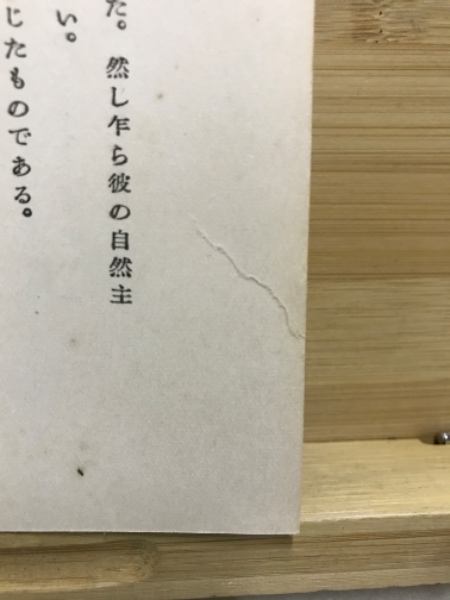 た。然し乍ら彼の自然主
い。
じたものである。